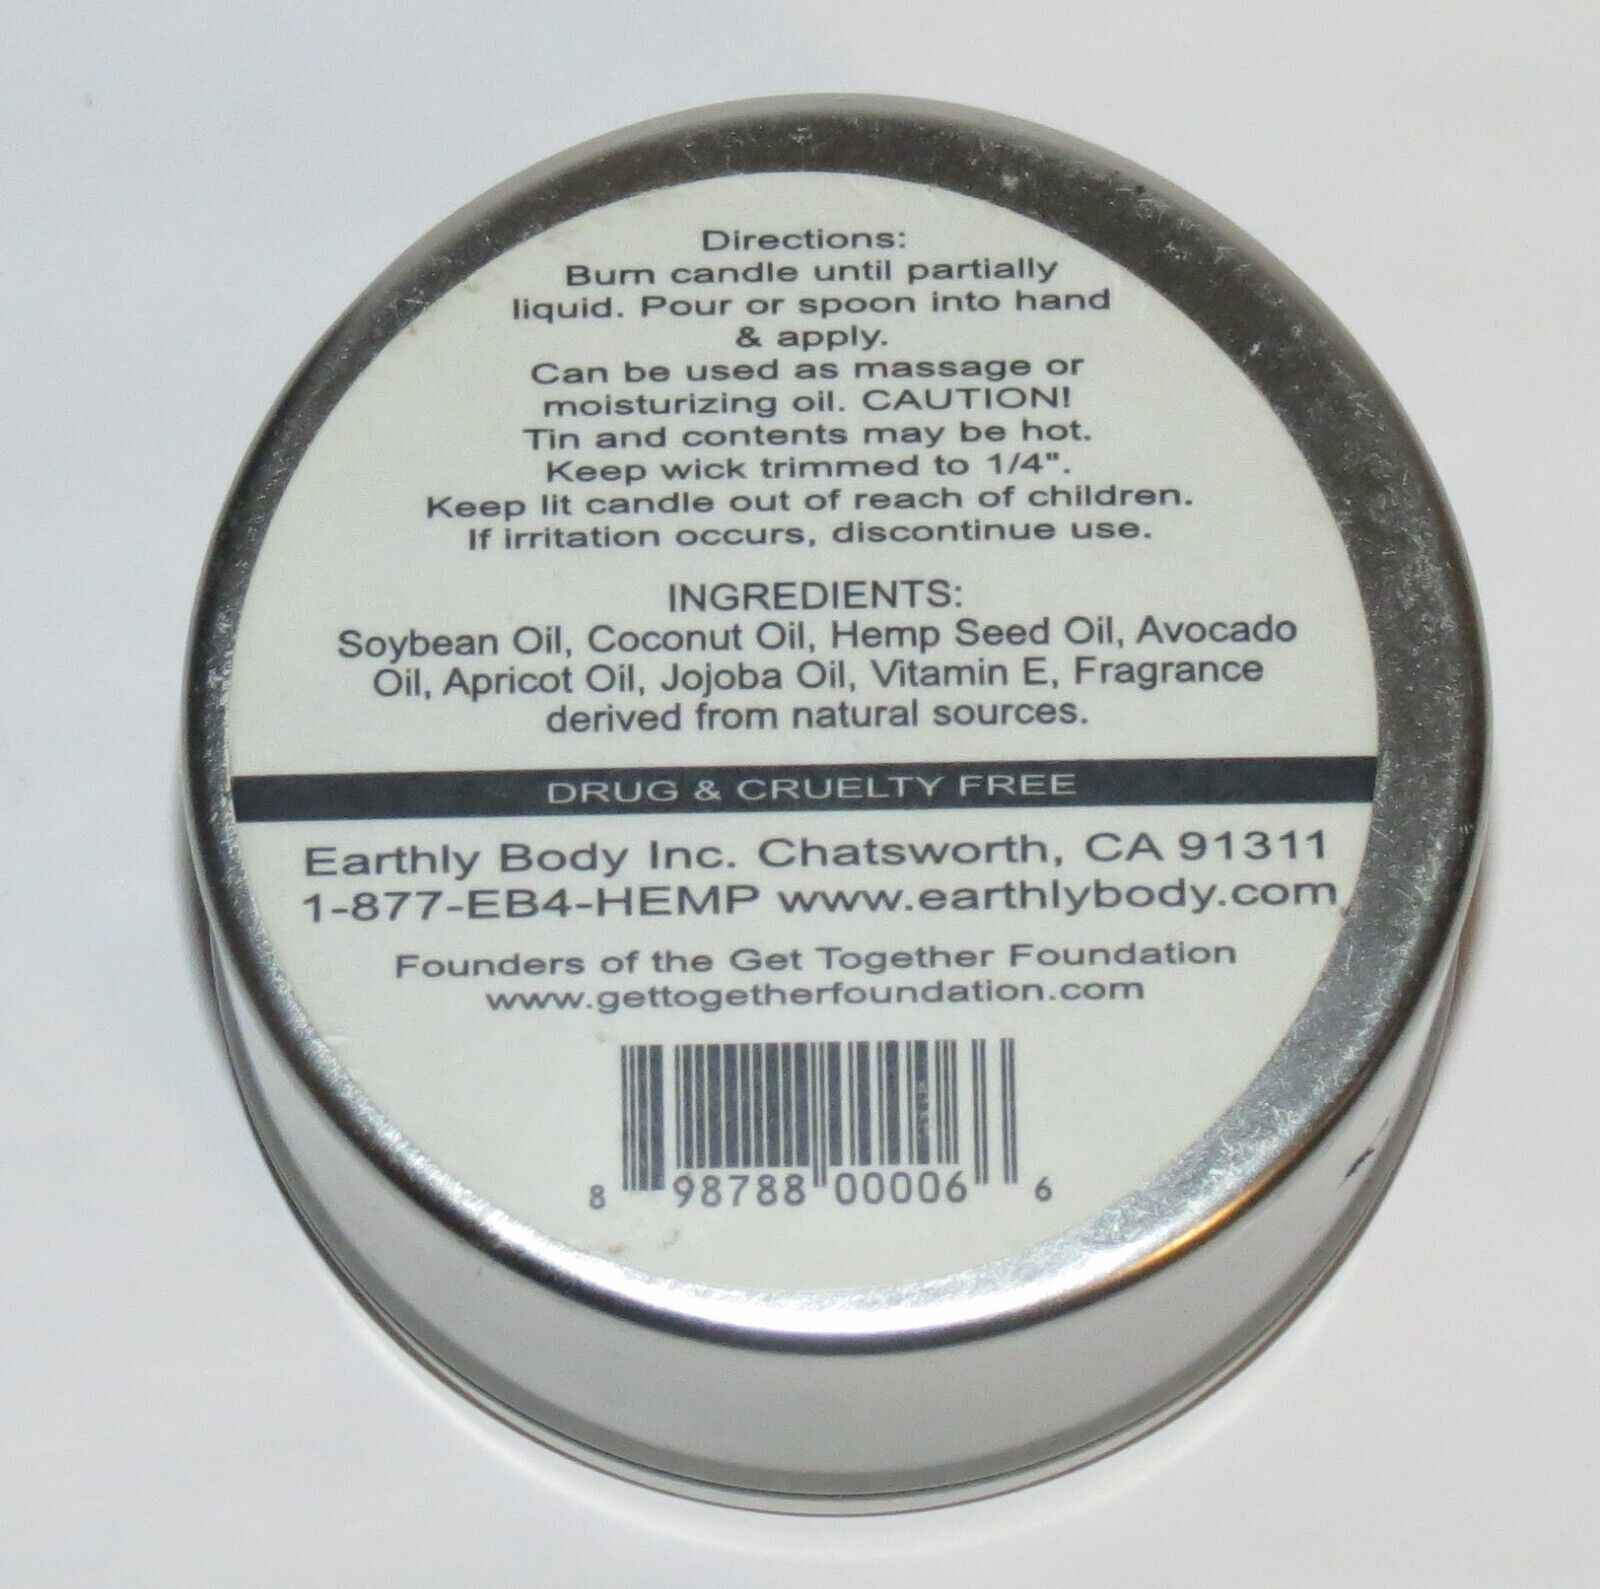 Directions:
Burn candle until partially
liquid. Pour or spoon into hand
& apply.
Can be used as massage or
moisturizing oil. CAUTION!
Tin and contents may be hot.
Keep wick trimmed to 1/4".
Keep lit candle out of reach of children.
If irritation occurs, discontinue use.
INGREDIENTS:
Soybean Oil, Coconut Oil, Hemp Seed Oil, Avocado
Oil, Apricot Oil, Jojoba Oil, Vitamin E, Fragrance
derived from natural sources.
DRUG & CRUELTY FREE
Earthly Body Inc. Chatsworth, CA 91311
1-877-EB4-HEMP www.earthlybody.com
Founders of the Get Together Foundation
www.gettogetherfoundation.com
8 98788 00006 6